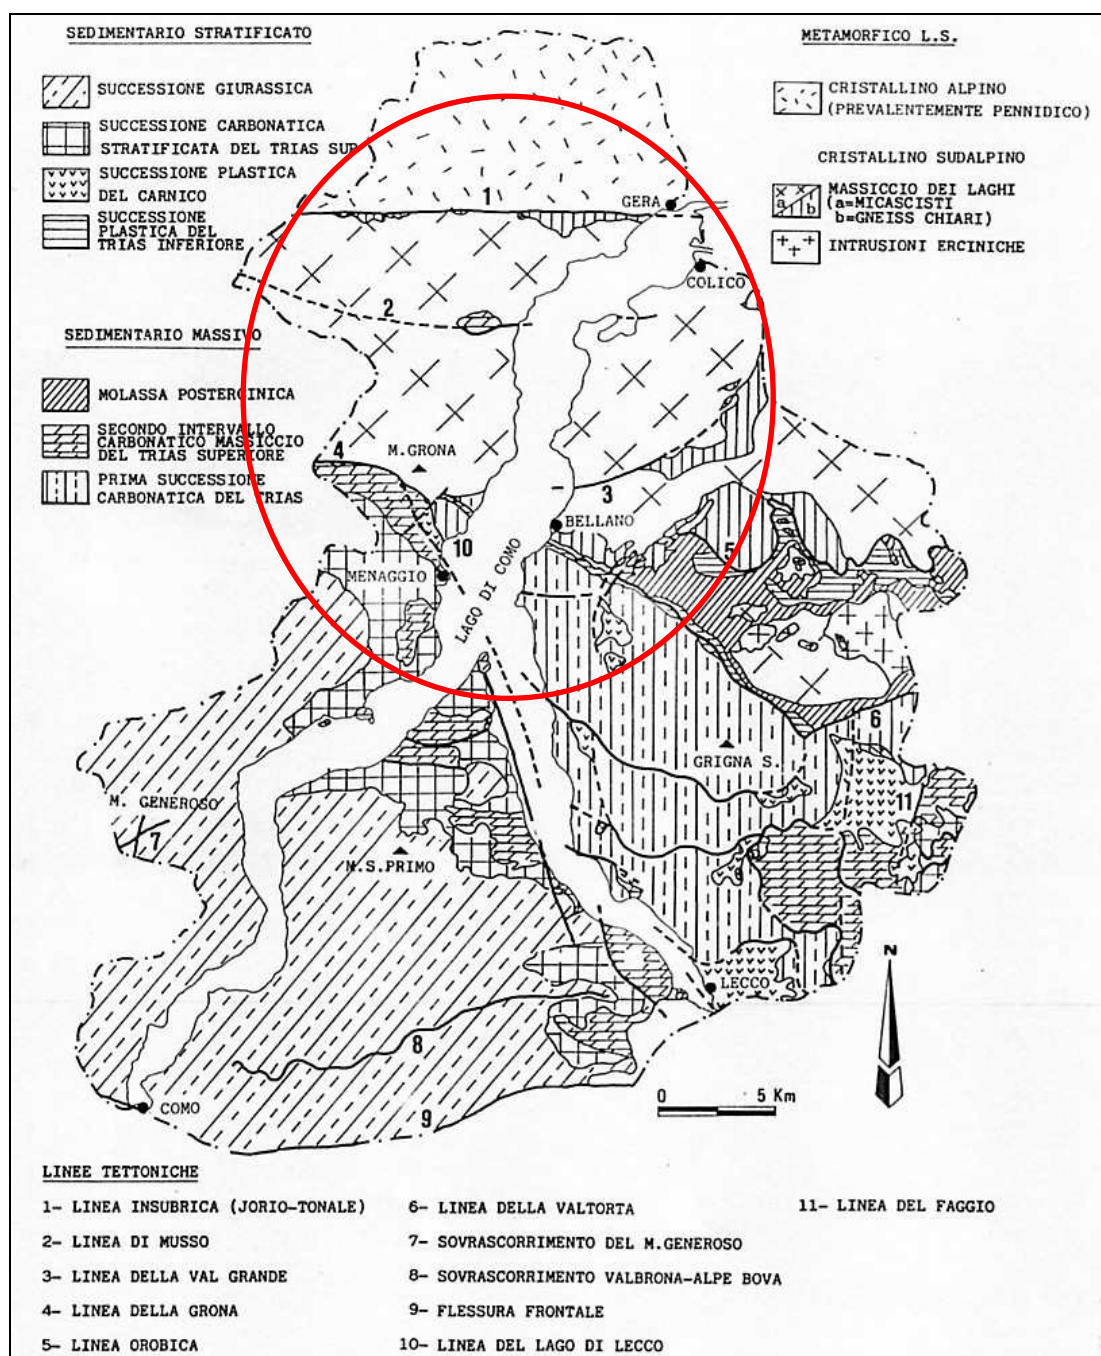 SEDIMENTARIO STRATIFICATO
SUCCESSIONE GIURASSICA
SUCCESSIONE CARBONATICA
STRATIFICATA DEL TRIAS SUP
SUCCESSIONE PLASTICA
DEL CARNICO
SUCCESSIONE
PLASTICA DEL
TRIAS INFERIORE
SEDIMENTARIO MASSIVO
MOLASSA POSTERCINICA
SECONDO INTERVALLO
CARBONATICO MASSICCIO
DEL TRIAS SUPERIORE
PRIMA SUCCESSIONE
CARBONATICA DEL TRIAS
METAMORFICO L.S.
CRISTALLINO ALPINO
(PREVALENTEMENTE PENNIDICO)
CRISTALLINO SUDALPINO
a b
MASSICCIO DEI LAGHI
(a=MICASCISTI
b=GNEISS CHIARI)
INTRUSIONI ERCINICHE
1
GERA
COLICO
2
4
M.GRONA
3
BELLANO
10
5
MENAGGIO
LAGO DI COMO
6
GRIGNA S.
M. GENEROSO
11
7
M.S.PRIMO
N
LECCO
8
0 5 Km
COMO
9
LINEE TETTONICHE
1- LINEA INSUBRICA (JORIO-TONALE)
2- LINEA DI MUSSO
3- LINEA DELLA VAL GRANDE
4- LINEA DELLA GRONA
5- LINEA OROBICA
6- LINEA DELLA VALTORTA
7- SOVRASCORRIMENTO DEL M.GENEROSO
8- SOVRASCORRIMENTO VALBRONA-ALPE BOVA
9- FLESSURA FRONTALE
10- LINEA DEL LAGO DI LECCO
11- LINEA DEL FAGGIO